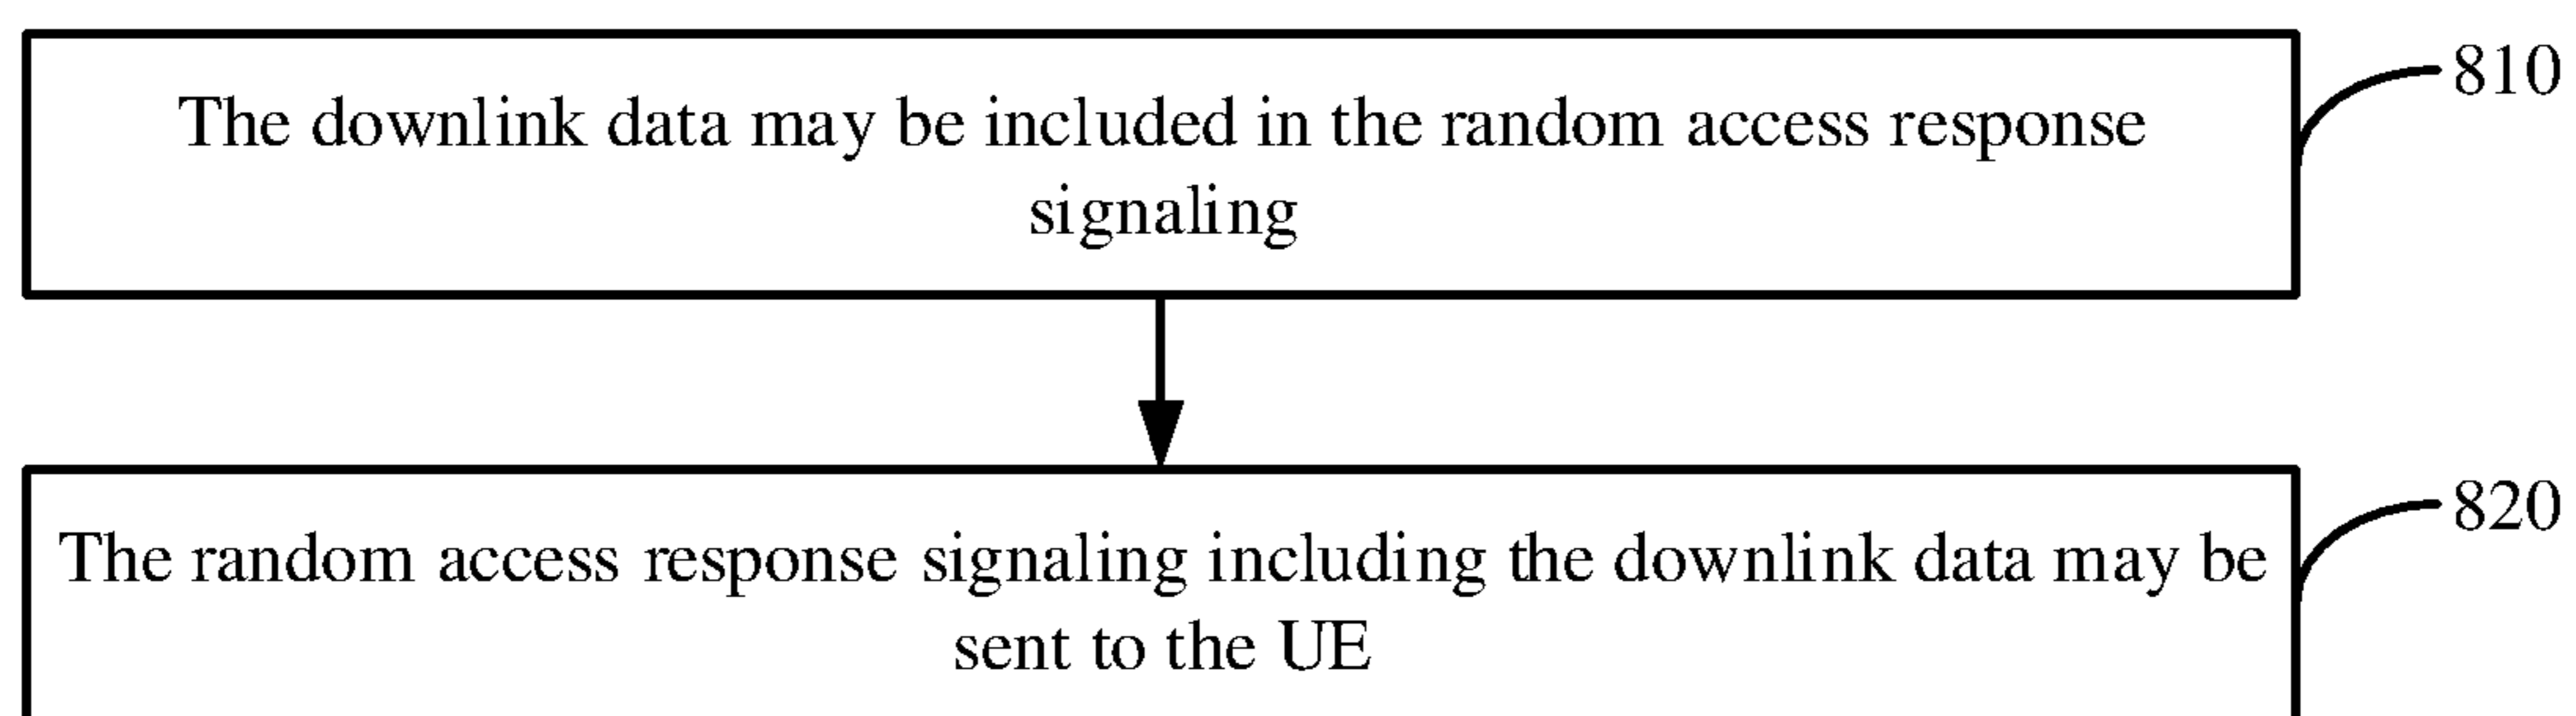 The downlink data may be included in the random access response
signaling
810
The random access response signaling including the downlink data may be
sent to the UE
820